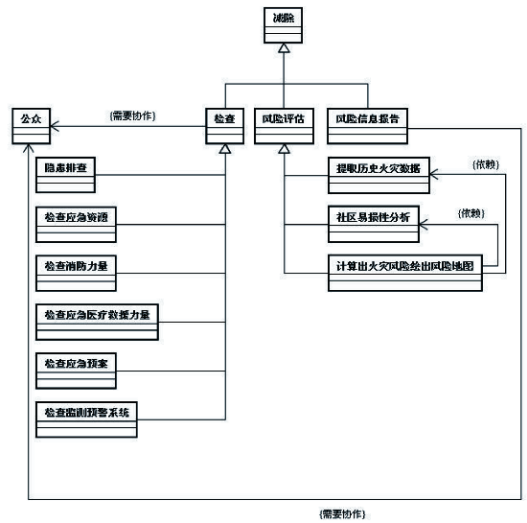 减除
公众
{需要协作}
检查
风险评估
风险信息报告
隐患排查
提取历史火灾数据
{依赖}
检查应急资源
社区易损性分析
{依赖}
检查消防力量
计算出火灾风险绘出风险地图
检查应急医疗救援力量
检查应急预案
检查监测预警系统
{需要协作}